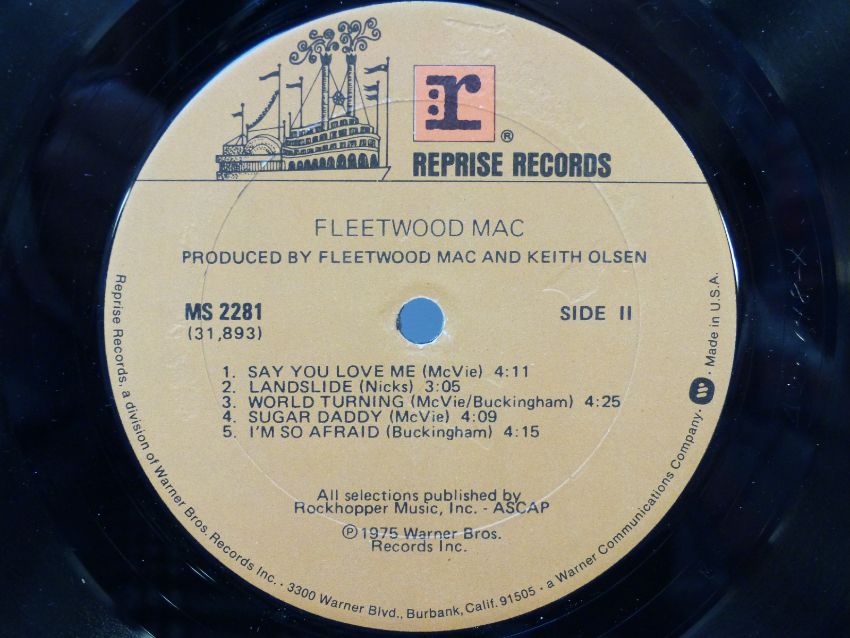 r
®
REPRISE RECORDS
FLEETWOOD MAC
PRODUCED BY FLEETWOOD MAC AND KEITH OLSEN
MS 2281
(31,893)
SIDE II
1. SAY YOU LOVE ME (McVie) 4:11
2. LANDSLIDE (Nicks) 3:05
3. WORLD TURNING (McVie/Buckingham) 4:25
4. SUGAR DADDY (McVie) 4:09
5. I'M SO AFRAID (Buckingham) 4:15
All selections published by
Rockhopper Music, Inc. - ASCAP
Ⓟ1975 Warner Bros.
Records Inc.
Reprise Records, a division of Warner Bros. Records Inc. · 3300 Warner Blvd., Burbank, Calif. 91505 · a Warner Communications Company. · Made in U.S.A.